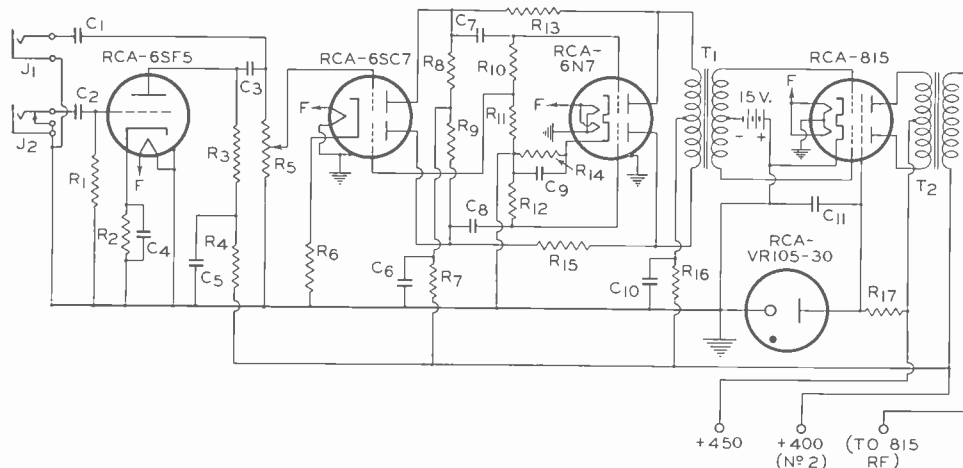 C1
J1
RCA-6SF5
C2
J2
C3
R1
R2
F
C4
R3
R4
C5
R5
RCA-6SC7
F
R6
C6
R7
R8
R9
C7
C8
R10
R11
R12
R13
RCA-
6N7
F
R14
C9
R15
C10
R16
T1
15 V.
- +
RCA-815
F
T2
C11
RCA-
VR105-30
R17
+450
+400
(Nº 2)
(TO 815
RF)